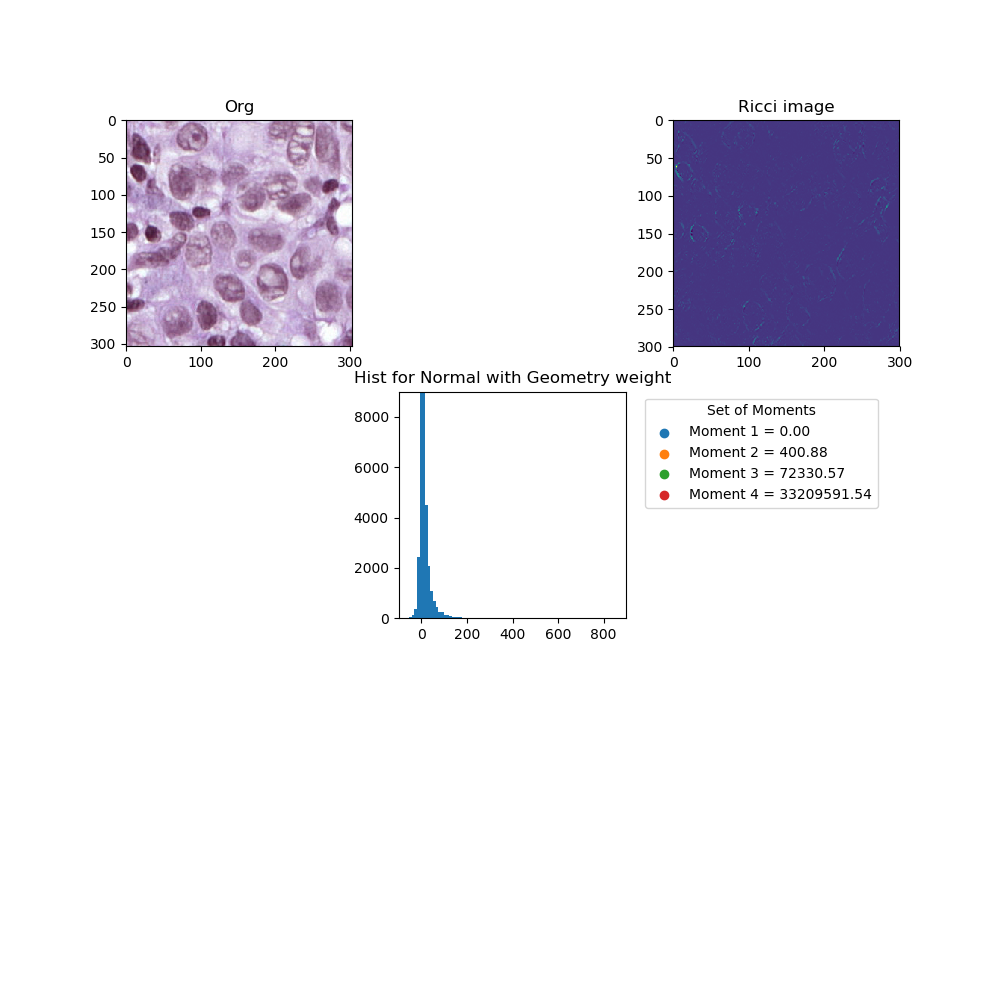 Org
0
50
100
150
200
250
300
0 100 200 300
Ricci image
0
50
100
150
200
250
300
0 100 200 300
Hist for Normal with Geometry weight
8000
6000
4000
2000
0
0 200 400 600 800
Set of Moments
Moment 1 = 0.00
Moment 2 = 400.88
Moment 3 = 72330.57
Moment 4 = 33209591.54